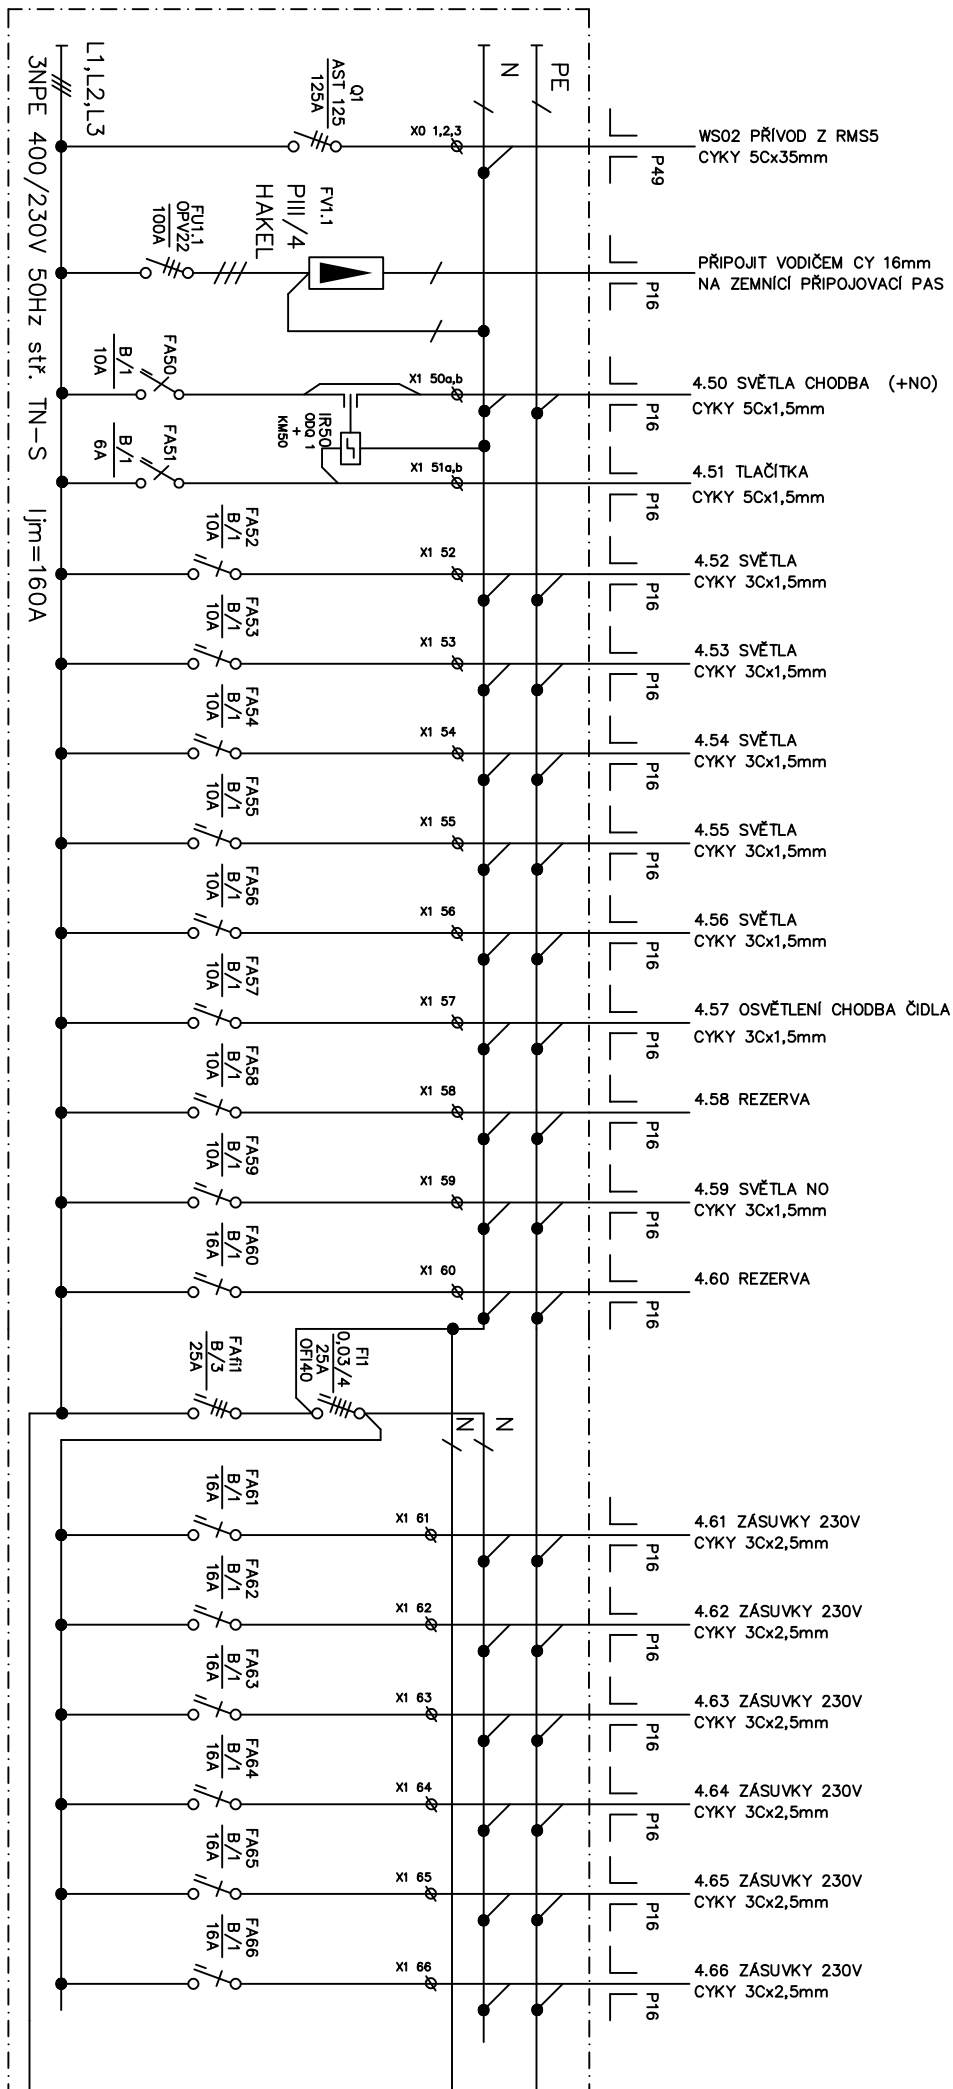 L1,L2,L3
3NPE 400/230V 50Hz stř. TN-S Ijm=160A
N
PE
Q1
AST 125
125A
X0 1,2,3
P49
WS02 PŘÍVOD Z RMS5
CYKY 5Cx35mm
FU1.1
OPV22
100A
FV1.1
PIII/4
HAKEL
P16
PŘIPOJIT VODIČEM CY 16mm
NA ZEMNÍCÍ PŘIPOJOVACÍ PAS
FA50
B/1
10A
X1 50a,b
P16
4.50 SVĚTLA CHODBA (+NO)
CYKY 5Cx1,5mm
IR50
ODQ 1
+
KM50
FA51
B/1
6A
X1 51a,b
P16
4.51 TLAČÍTKA
CYKY 5Cx1,5mm
FA52
B/1
10A
X1 52
P16
4.52 SVĚTLA
CYKY 3Cx1,5mm
FA53
B/1
10A
X1 53
P16
4.53 SVĚTLA
CYKY 3Cx1,5mm
FA54
B/1
10A
X1 54
P16
4.54 SVĚTLA
CYKY 3Cx1,5mm
FA55
B/1
10A
X1 55
P16
4.55 SVĚTLA
CYKY 3Cx1,5mm
FA56
B/1
10A
X1 56
P16
4.56 SVĚTLA
CYKY 3Cx1,5mm
FA57
B/1
10A
X1 57
P16
4.57 OSVĚTLENÍ CHODBA ČIDLA
CYKY 3Cx1,5mm
FA58
B/1
10A
X1 58
P16
4.58 REZERVA
FA59
B/1
10A
X1 59
P16
4.59 SVĚTLA NO
CYKY 3Cx1,5mm
FA60
B/1
16A
X1 60
P16
4.60 REZERVA
FAfi1
B/3
25A
FI1
0,03/4
25A
OFI40
N
N
FA61
B/1
16A
X1 61
P16
4.61 ZÁSUVKY 230V
CYKY 3Cx2,5mm
FA62
B/1
16A
X1 62
P16
4.62 ZÁSUVKY 230V
CYKY 3Cx2,5mm
FA63
B/1
16A
X1 63
P16
4.63 ZÁSUVKY 230V
CYKY 3Cx2,5mm
FA64
B/1
16A
X1 64
P16
4.64 ZÁSUVKY 230V
CYKY 3Cx2,5mm
FA65
B/1
16A
X1 65
P16
4.65 ZÁSUVKY 230V
CYKY 3Cx2,5mm
FA66
B/1
16A
X1 66
P16
4.66 ZÁSUVKY 230V
CYKY 3Cx2,5mm